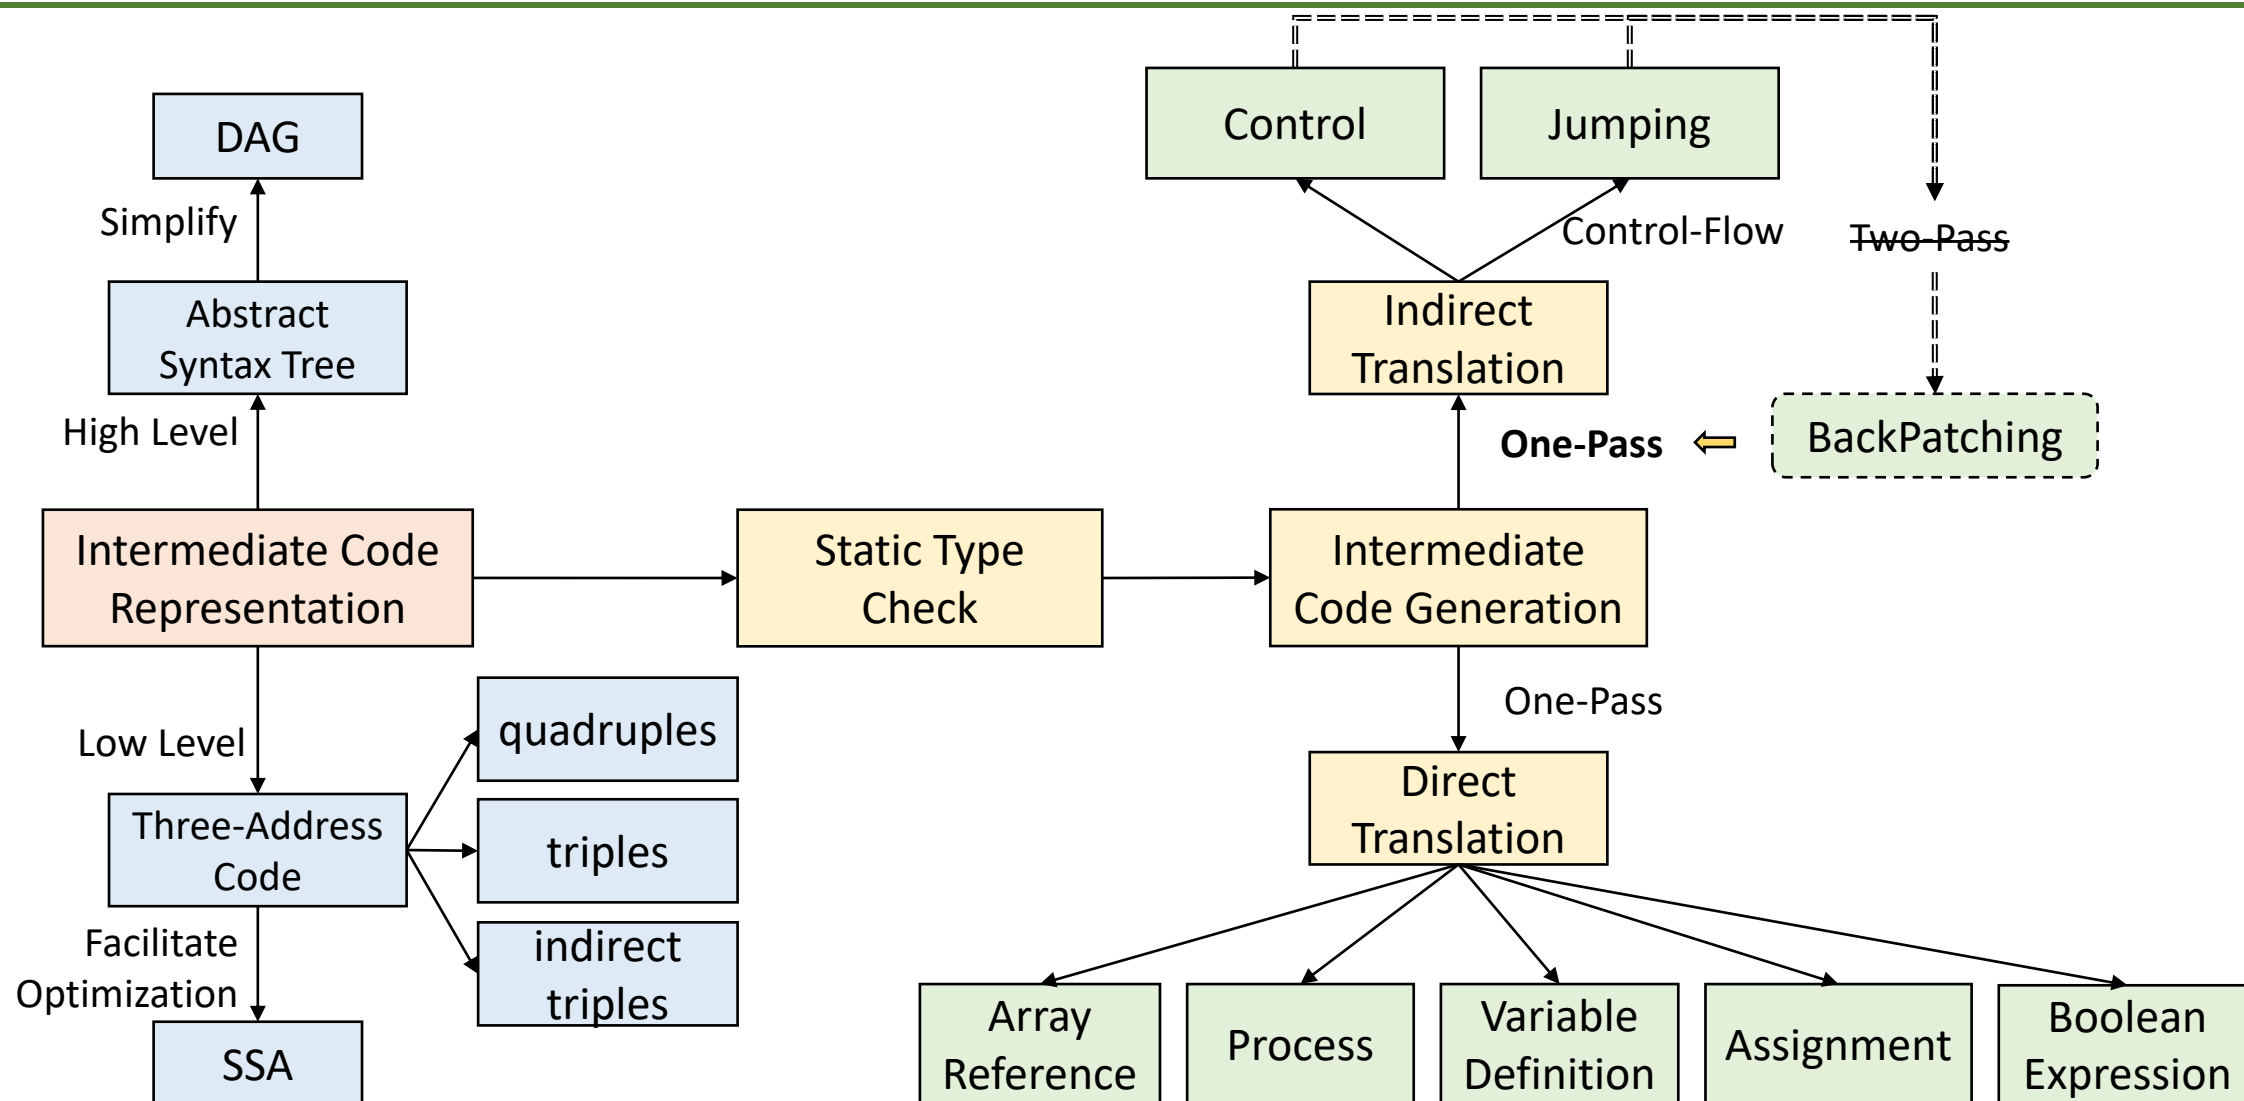 Control
Jumping
DAG
Simplify
Control-Flow
Two-Pass
Abstract
Syntax Tree
Indirect
Translation
High Level
One-Pass
BackPatching
Intermediate Code
Representation
Static Type
Check
Intermediate
Code Generation
Low Level
quadruples
One-Pass
Three-Address
Code
triples
Direct
Translation
Facilitate
Optimization
indirect
triples
SSA
Array
Reference
Process
Variable
Definition
Assignment
Boolean
Expression